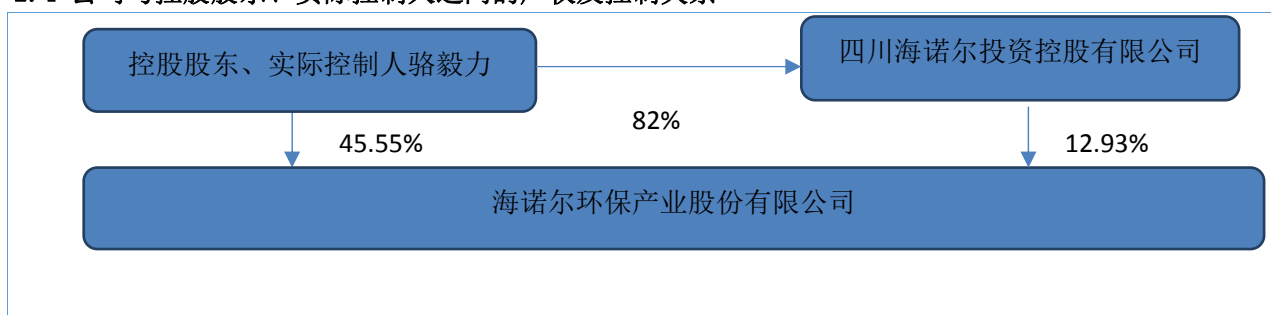 控股股东、实际控制人骆毅力
四川海诺尔投资控股有限公司
82%
45.55%
12.93%
海诺尔环保产业股份有限公司